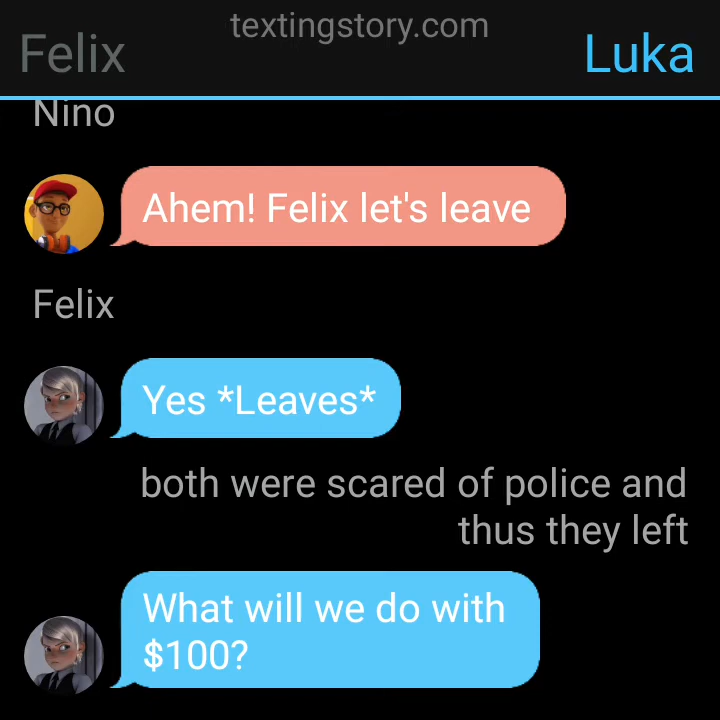 textingstory.com
Felix
Luka
Nino
Ahem! Felix let's leave
Felix
Yes *Leaves*
both were scared of police and
thus they left
What will we do with
$100?